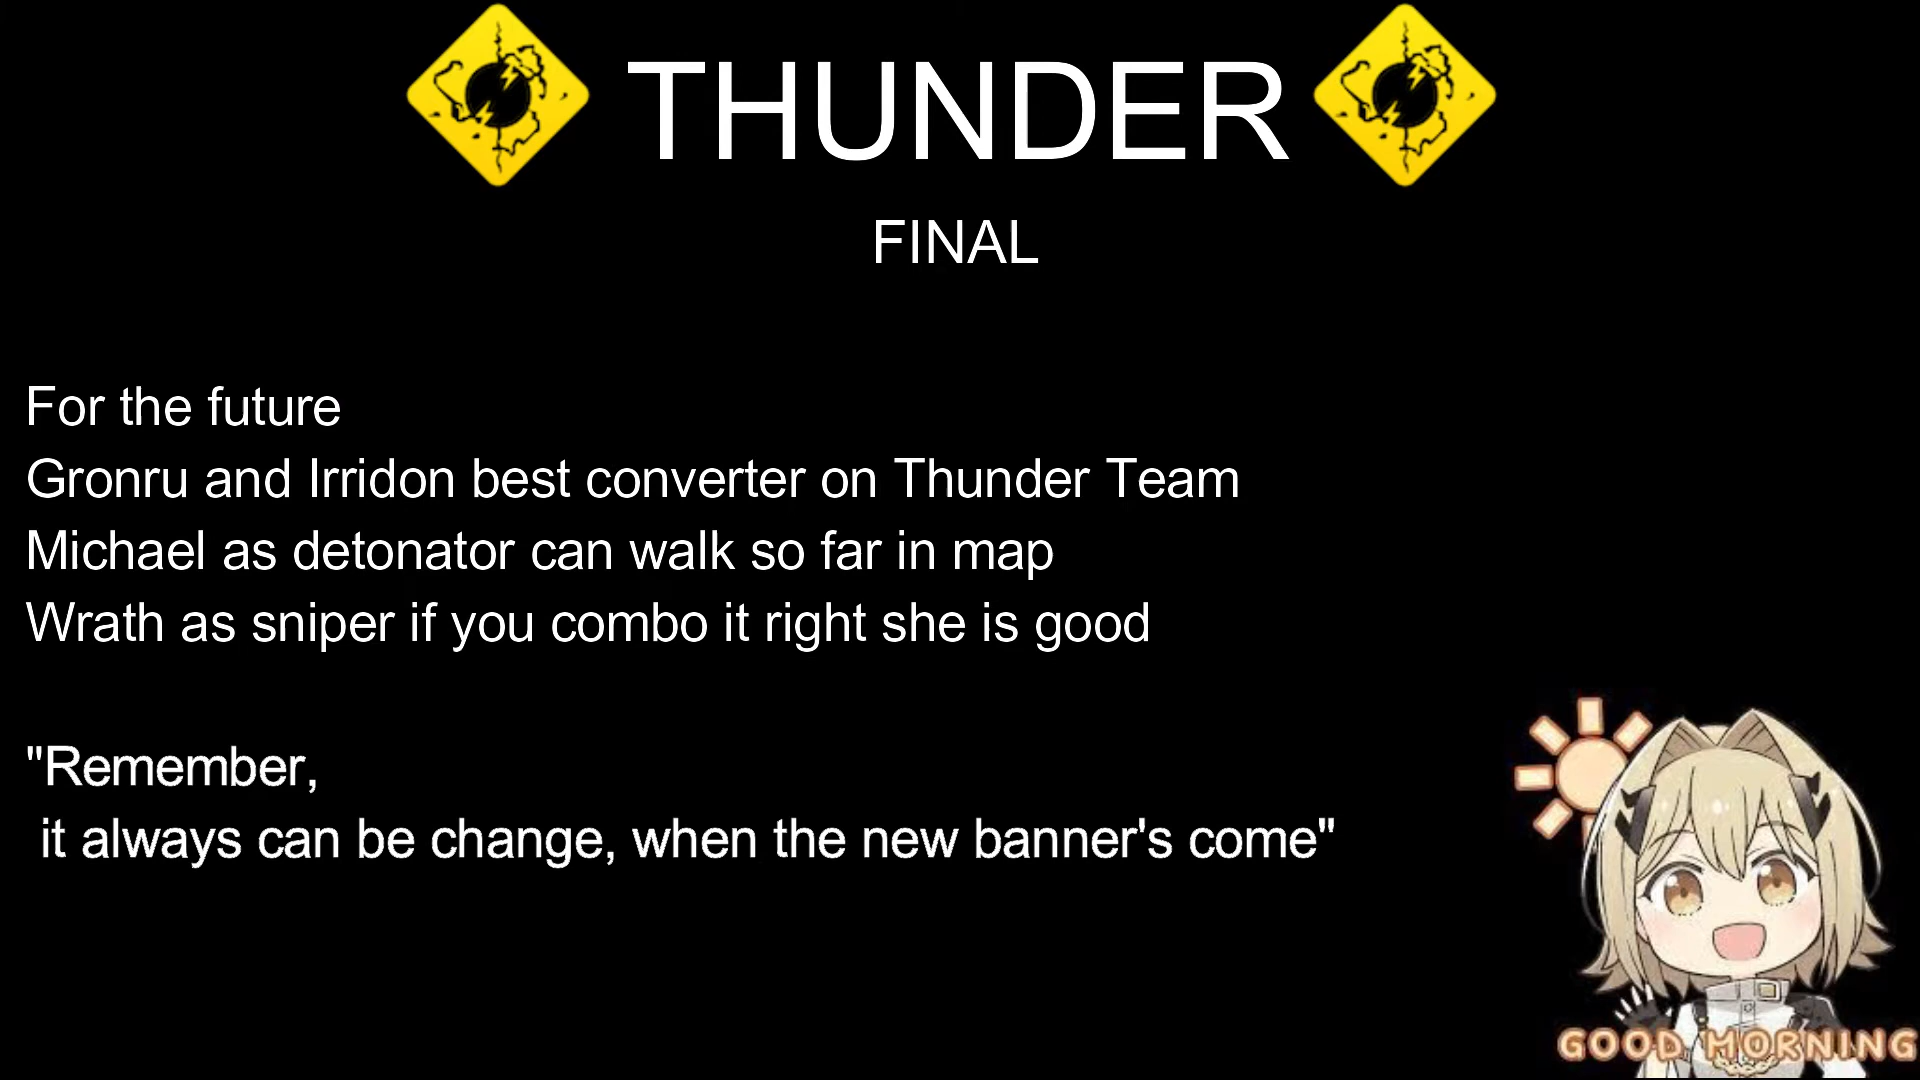 THUNDER
FINAL
For the future
Gronru and Irridon best converter on Thunder Team
Michael as detonator can walk so far in map
Wrath as sniper if you combo it right she is good
"Remember,
it always can be change, when the new banner's come"
GOOD MORNING